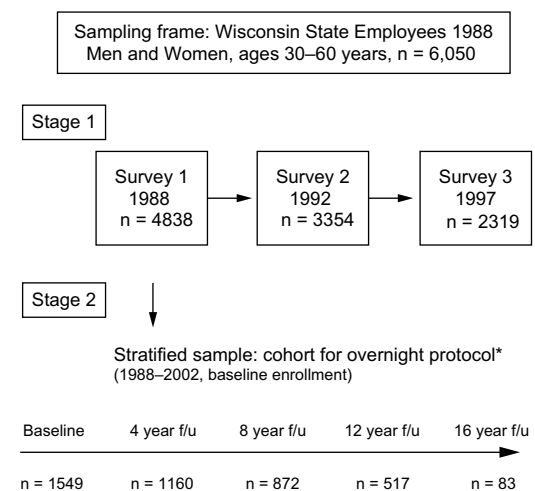 Sampling frame: Wisconsin State Employees 1988
Men and Women, ages 30–60 years, n = 6,050
Stage 1
Survey 1
1988
n = 4838
Survey 2
1992
n = 3354
Survey 3
1997
n = 2319
Stage 2
Stratified sample: cohort for overnight protocol*
(1988–2002, baseline enrollment)
Baseline 4 year f/u 8 year f/u 12 year f/u 16 year f/u
n = 1549 n = 1160 n = 872 n = 517 n = 83